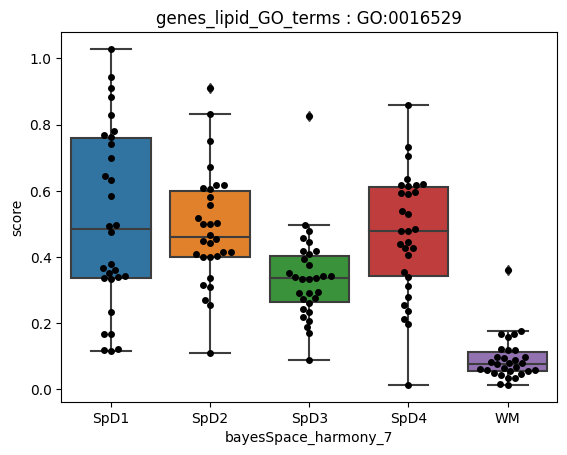 genes_lipid_GO_terms : GO:0016529
1.0
0.8
0.6
0.4
0.2
0.0
score
SpD1 SpD2 SpD3 SpD4 WM
bayesSpace_harmony_7